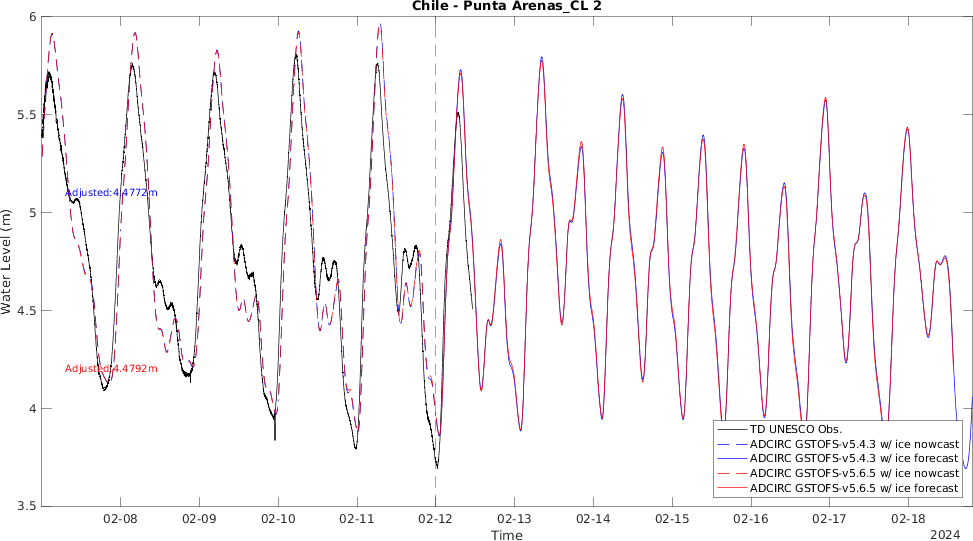 Chile - Punta Arenas_CL 2
6
5.5
5
4.5
4
3.5
Water Level (m)
Adjusted:4.4772m
Adjusted:4.4792m
TD UNESCO Obs.
ADCIRC GSTOFS-v5.4.3 w/ ice nowcast
ADCIRC GSTOFS-v5.4.3 w/ ice forecast
ADCIRC GSTOFS-v5.6.5 w/ ice nowcast
ADCIRC GSTOFS-v5.6.5 w/ ice forecast
02-08 02-09 02-10 02-11 02-12 02-13 02-14 02-15 02-16 02-17 02-18
Time
2024